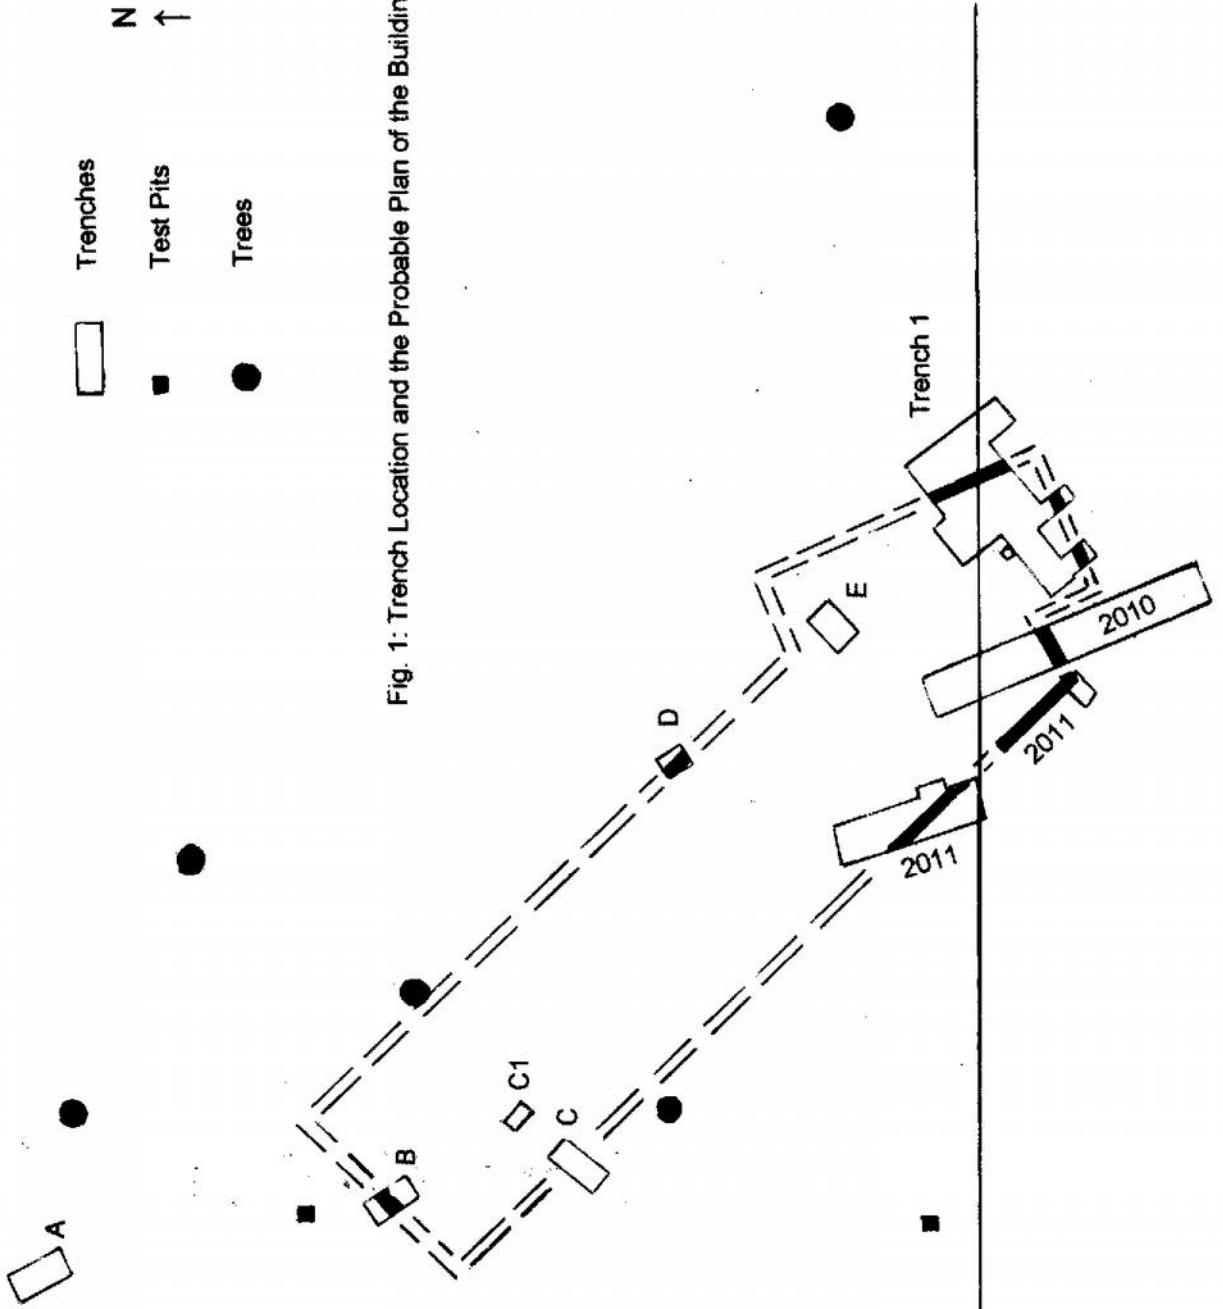 N
↑
Trenches
Test Pits
Trees
Fig. 1: Trench Location and the Probable Plan of the Buildin
A
B
C1
C
D
E
Trench 1
2011
2011
2010